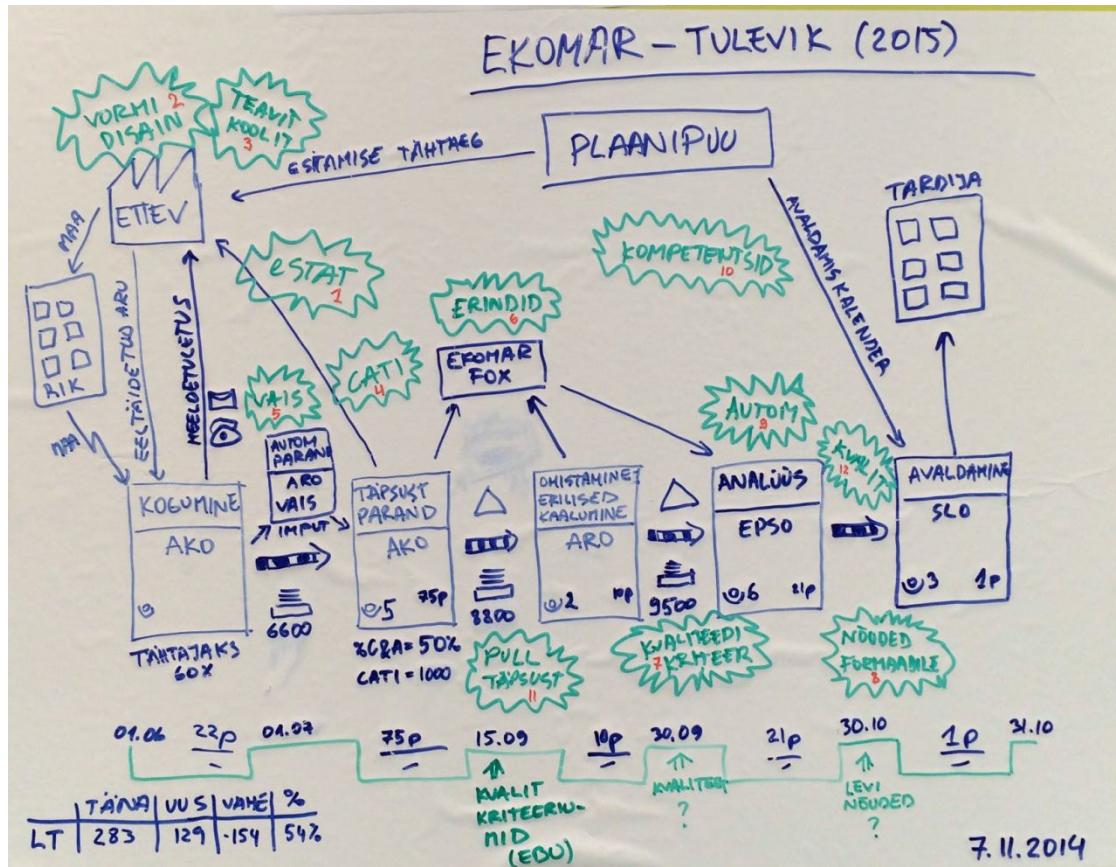 EKOMAR – TULEVIK (2015)
VORMI 2
DISAIN
TEAVIT
KOOLIT
3
ESITAMISE TÄHTAEG
PLAANIPUU
TARBIJA
ETTEV
MAA
RIK
MAA
EELTÄIDETUD ARU
MEELDETULETUS
eSTAT
1
KOMPETENTSID
10
AVALDAMISKALENDER
ERINDID
6
EKOMAR
FOX
CATI
4
VAIS
5
AUTOM
9
KVALIT
12
AUTOM
PARAND
ARO
VAIS
IMPUT
KOGUMINE
AKO
TÄPSUST
PARAND
AKO
5 75p
OMISTAMINE
ERILISED
KAALUMINE
ARO
2 10p
ANALÜÜS
EPSO
6 21p
AVALDAMINE
SLO
3 1p
6600
8800
9500
TÄHTAJAKS
60%
%C&A = 50%
CATI = 1000
PULL
TÄPSUST
11
KVALITEEDI
7 KRITEER
NÕUDED
FORMAADILE
8
01.06 22p 01.07 75p 15.09 10p 30.09 21p 30.10 1p 31.10
KVALIT
KRITEERIU-
MID
(EBU)
KVALITEET
?
LEVI
NÕUDED
?
TÄNA UUS VAHE %
LT 283 129 -154 54%
7.11.2014